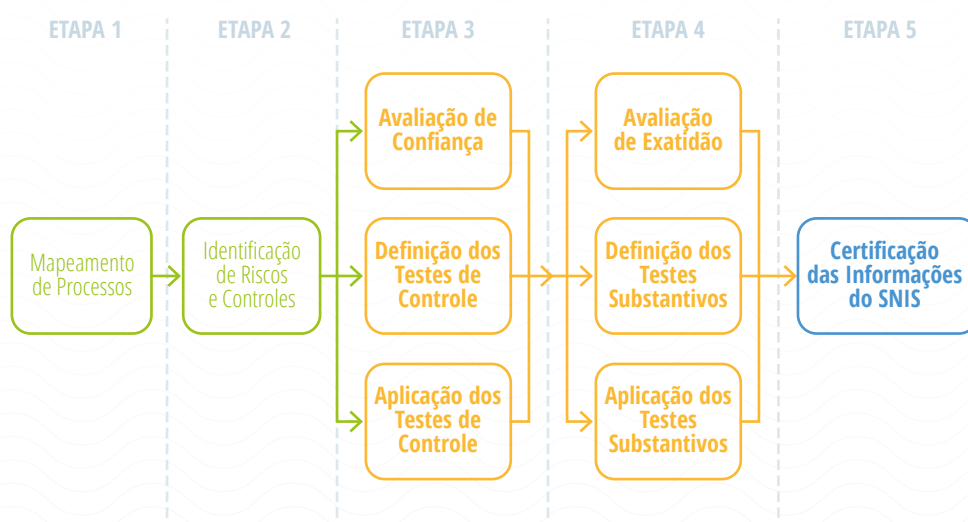 ETAPA 1
ETAPA 2
ETAPA 3
ETAPA 4
ETAPA 5
Mapeamento
de Processos
Identificação
de Riscos
e Controles
Avaliação de
Confiança
Definição dos
Testes de
Controle
Aplicação dos
Testes de
Controle
Avaliação
de Exatidão
Definição dos
Testes
Substantivos
Aplicação dos
Testes
Substantivos
Certificação
das Informações
do SNIS